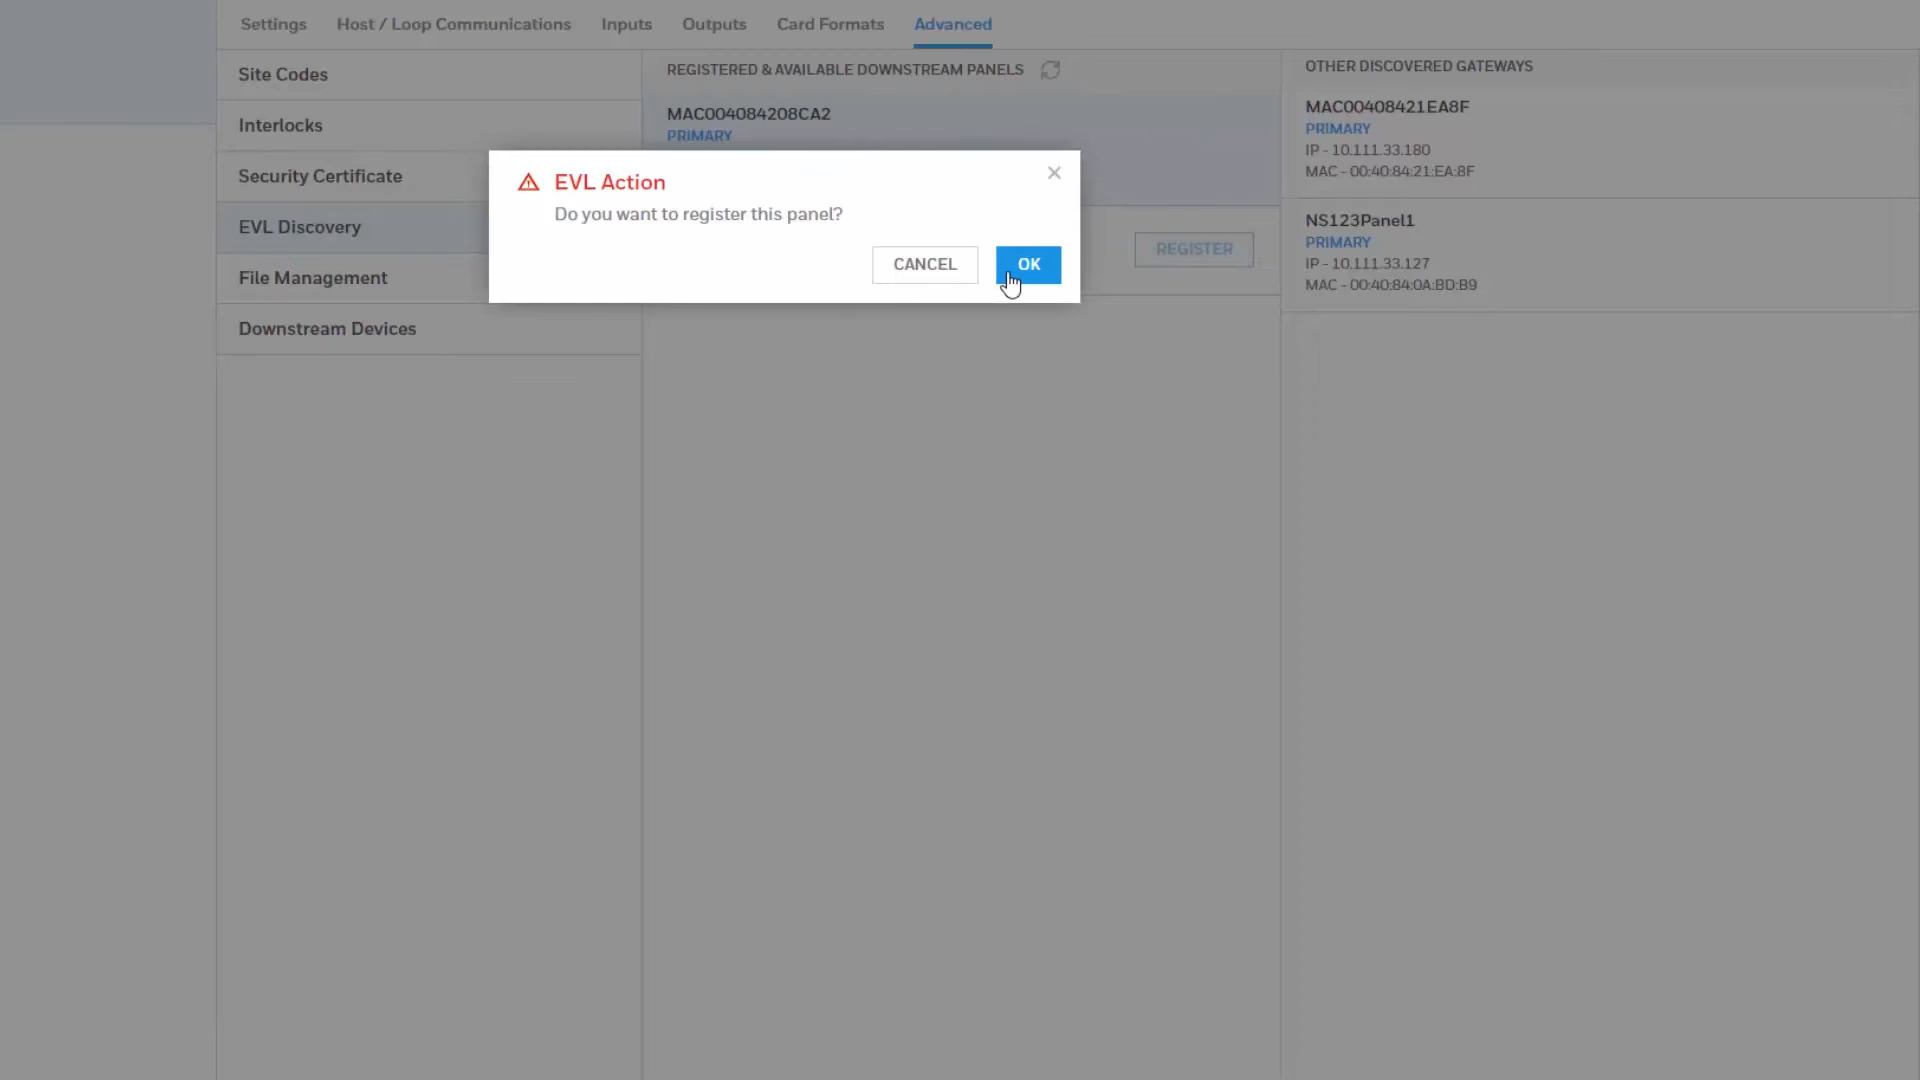 Settings
Host / Loop Communications
Inputs
Outputs
Card Formats
Advanced
Site Codes
Interlocks
Security Certificate
EVL Discovery
File Management
Downstream Devices
REGISTERED & AVAILABLE DOWNSTREAM PANELS
MAC004084208CA2
PRIMARY
EVL Action
Do you want to register this panel?
CANCEL
OK
REGISTER
OTHER DISCOVERED GATEWAYS
MAC00408421EA8F
PRIMARY
IP - 10.111.33.180
MAC - 00:40:84:21:EA:8F
NS123Panel1
PRIMARY
IP - 10.111.33.127
MAC - 00:40:84:0A:BD:B9